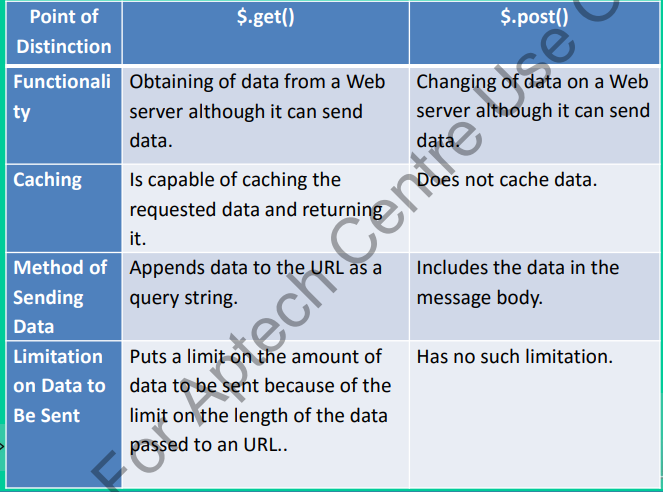 Point of
Distinction
$.get()
$.post()
Functionali
ty
Obtaining of data from a Web
server although it can send
data.
Changing of data on a Web
server although it can send
data.
Caching
Is capable of caching the
requested data and returning
it.
Does not cache data.
Method of
Sending
Data
Appends data to the URL as a
query string.
Includes the data in the
message body.
Limitation
on Data to
Be Sent
Puts a limit on the amount of
data to be sent because of the
limit on the length of the data
passed to an URL..
Has no such limitation.
For Aptech Centre Use